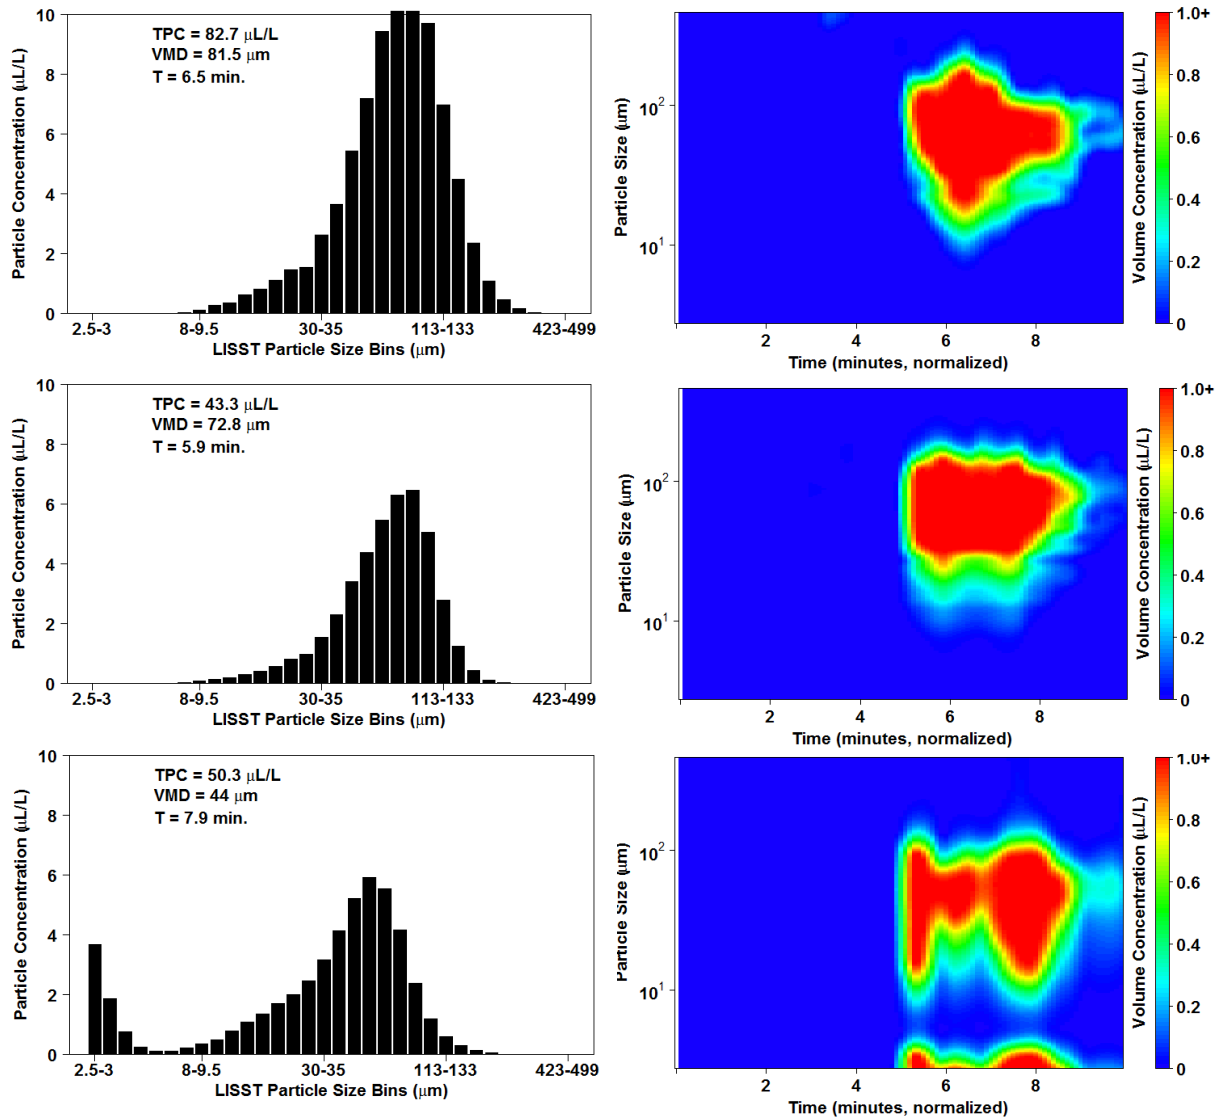 10
8
6
4
2
0
Particle Concentration (μL/L)
TPC = 82.7 μL/L
VMD = 81.5 μm
T = 6.5 min.
2.5-3 8-9.5 30-35 113-133 423-499
LISST Particle Size Bins (μm)
Particle Size (μm)
10²
10¹
2 4 6 8
Time (minutes, normalized)
Volume Concentration (μL/L)
1.0+
0.8
0.6
0.4
0.2
0
10
8
6
4
2
0
Particle Concentration (μL/L)
TPC = 43.3 μL/L
VMD = 72.8 μm
T = 5.9 min.
2.5-3 8-9.5 30-35 113-133 423-499
LISST Particle Size Bins (μm)
Particle Size (μm)
10²
10¹
2 4 6 8
Time (minutes, normalized)
Volume Concentration (μL/L)
1.0+
0.8
0.6
0.4
0.2
0
10
8
6
4
2
0
Particle Concentration (μL/L)
TPC = 50.3 μL/L
VMD = 44 μm
T = 7.9 min.
2.5-3 8-9.5 30-35 113-133 423-499
LISST Particle Size Bins (μm)
Particle Size (μm)
10²
10¹
2 4 6 8
Time (minutes, normalized)
Volume Concentration (μL/L)
1.0+
0.8
0.6
0.4
0.2
0